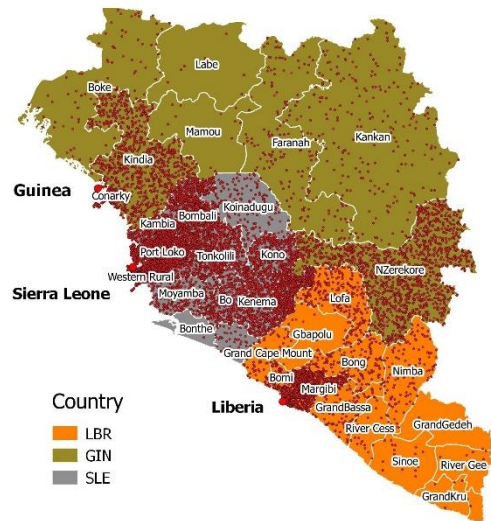 Labe
Boke
Mamou
Kankan
Faranah
Kindia
Guinea
Conarky
Koinadugu
Bombali
Kambia
Port Loko
Tonkolili
Kono
NZerekore
Western Rural
Sierra Leone
Moyamba
Bo
Kenema
Lofa
Bonthe
Gbapolu
Grand Cape Mount
Bong
Nimba
Bomi
Margibi
Liberia
GrandBassa
River Cess
GrandGedeh
Sinoe
River Gee
GrandKru
Country
LBR
GIN
SLE